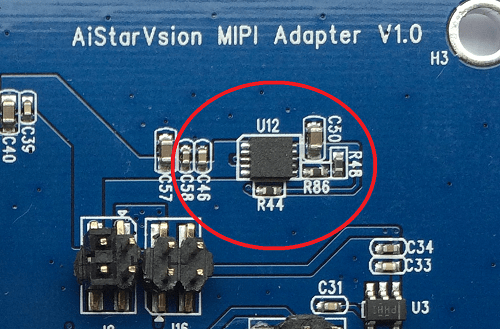 AiStarVsion MIPI Adapter V1.0
H3
U12
C50
C40
C39
R48
C57
C58
C46
R86
R44
C34
C33
C31
U3
J16